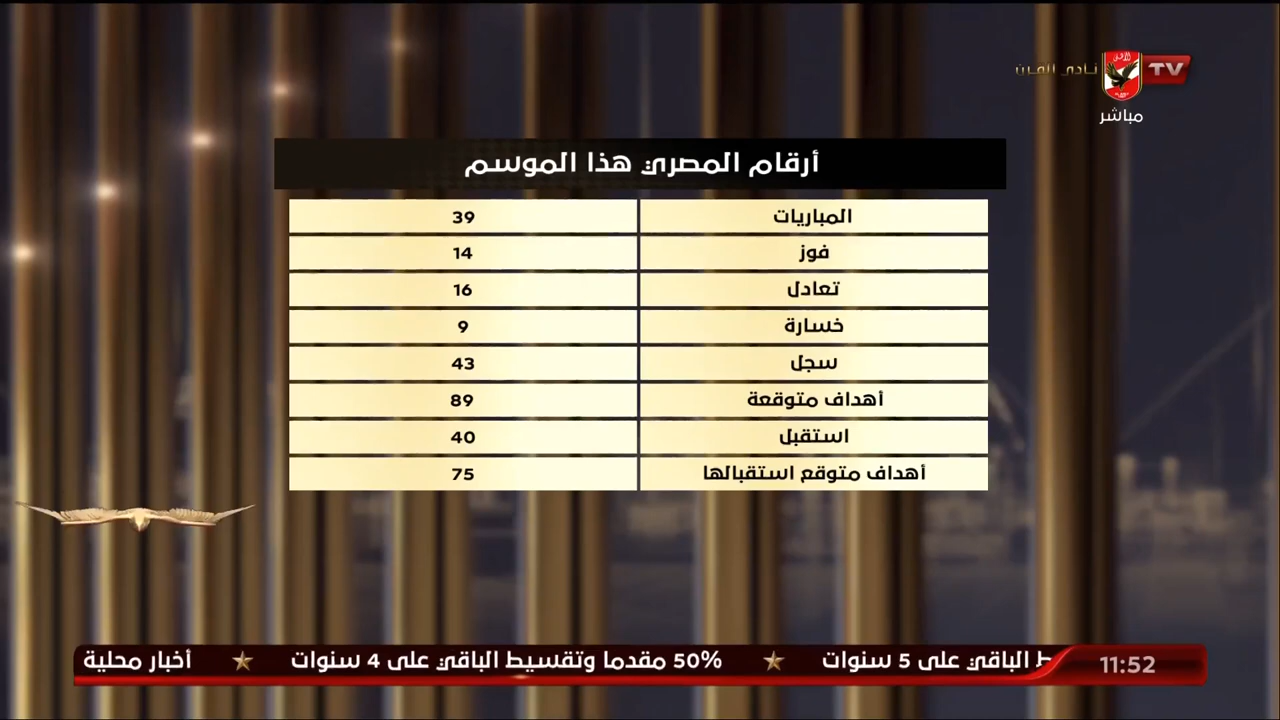 نادي القرن TV
مباشر
أرقام المصري هذا الموسم
المباريات 39
فوز 14
تعادل 16
خسارة 9
سجل 43
أهداف متوقعة 89
استقبل 40
أهداف متوقع استقبالها 75
11:52 الباقي على 5 سنوات ★ 50% مقدما وتقسيط الباقي على 4 سنوات ★ أخبار محلية